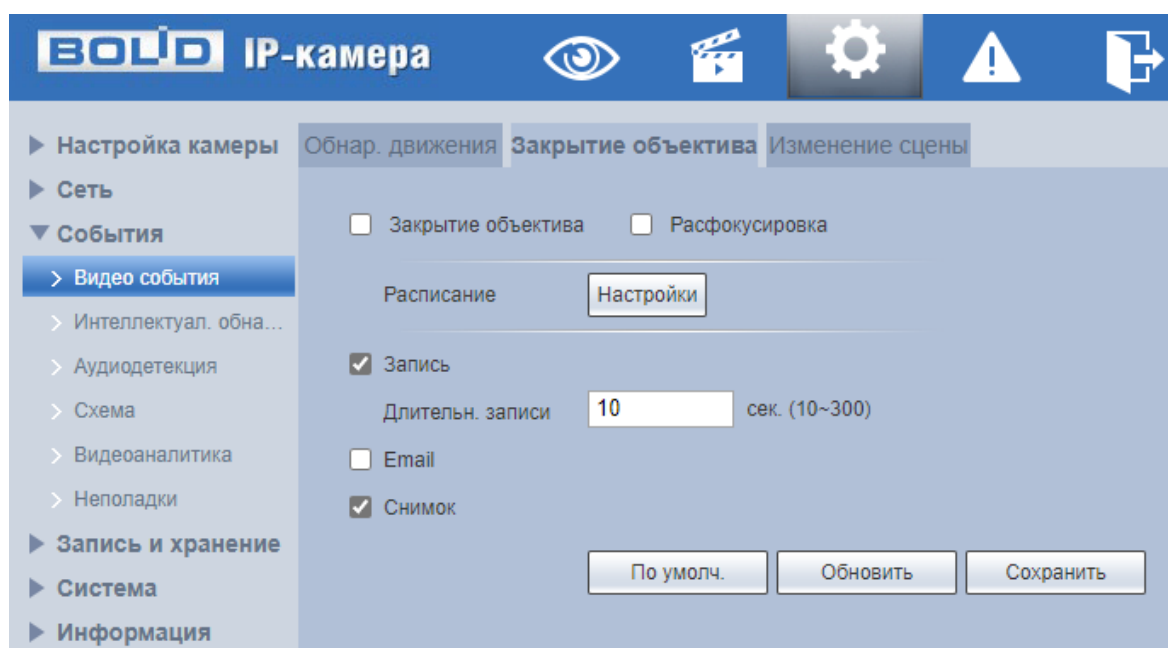 BOLID IP-камера
Настройка камеры
Сеть
События
Видео события
Интеллектуал. обна...
Аудиодетекция
Схема
Видеоаналитика
Неполадки
Запись и хранение
Система
Информация
Обнар. движения Закрытие объектива Изменение сцены
Закрытие объектива Расфокусировка
Расписание Настройки
Запись
Длительн. записи 10 сек. (10~300)
Email
Снимок
По умолч. Обновить Сохранить